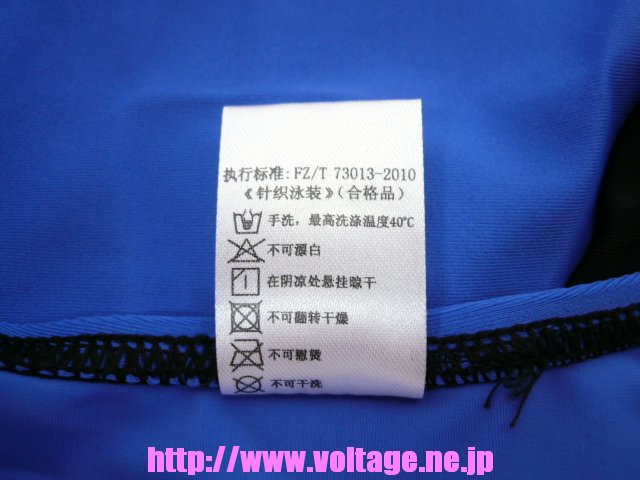 执行标准: FZ/T 73013-2010
《针织泳装》(合格品)
手洗，最高洗涤温度40℃
不可漂白
在阴凉处悬挂晾干
不可翻转干燥
不可熨烫
不可干洗
http://www.voltage.ne.jp